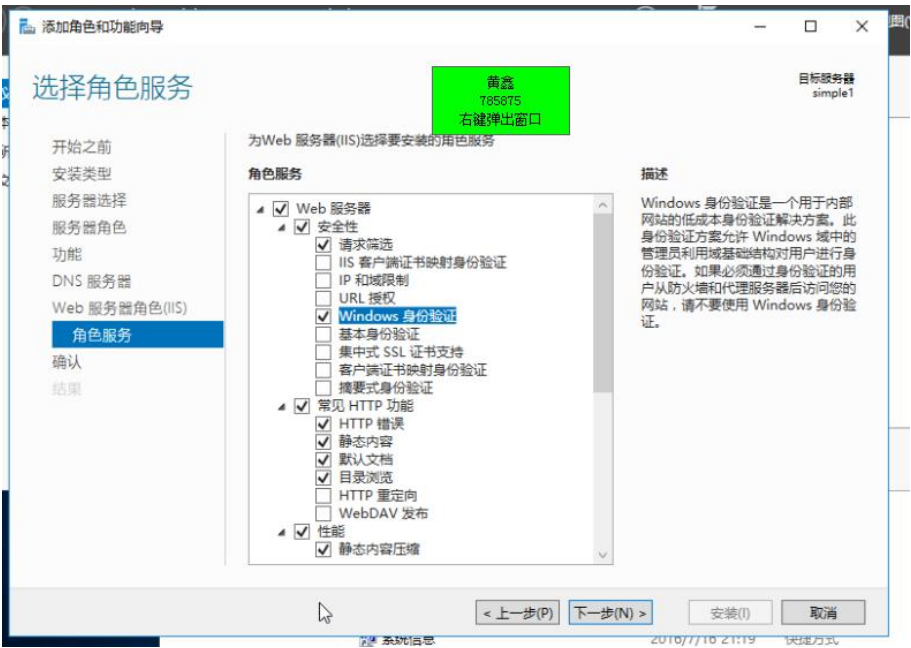 添加角色和功能向导
选择角色服务
黄鑫
785875
右键弹出窗口
目标服务器
simple1
开始之前
安装类型
服务器选择
服务器角色
功能
DNS 服务器
Web 服务器角色(IIS)
角色服务
确认
结果
为Web 服务器(IIS)选择要安装的角色服务
角色服务
Web 服务器
安全性
请求筛选
IIS 客户端证书映射身份验证
IP 和域限制
URL 授权
Windows 身份验证
基本身份验证
集中式 SSL 证书支持
客户端证书映射身份验证
摘要式身份验证
常见 HTTP 功能
HTTP 错误
静态内容
默认文档
目录浏览
HTTP 重定向
WebDAV 发布
性能
静态内容压缩
描述
Windows 身份验证是一个用于内部
网站的低成本身份验证解决方案。此
身份验证方案允许 Windows 域中的
管理员利用域基础结构对用户进行身
份验证。如果必须通过身份验证的用
户从防火墙和代理服务器后访问您的
网站，请不要使用 Windows 身份验
证。
< 上一步(P)
下一步(N) >
安装(I)
取消
系统信息
2016/7/16 21:19
快捷方式